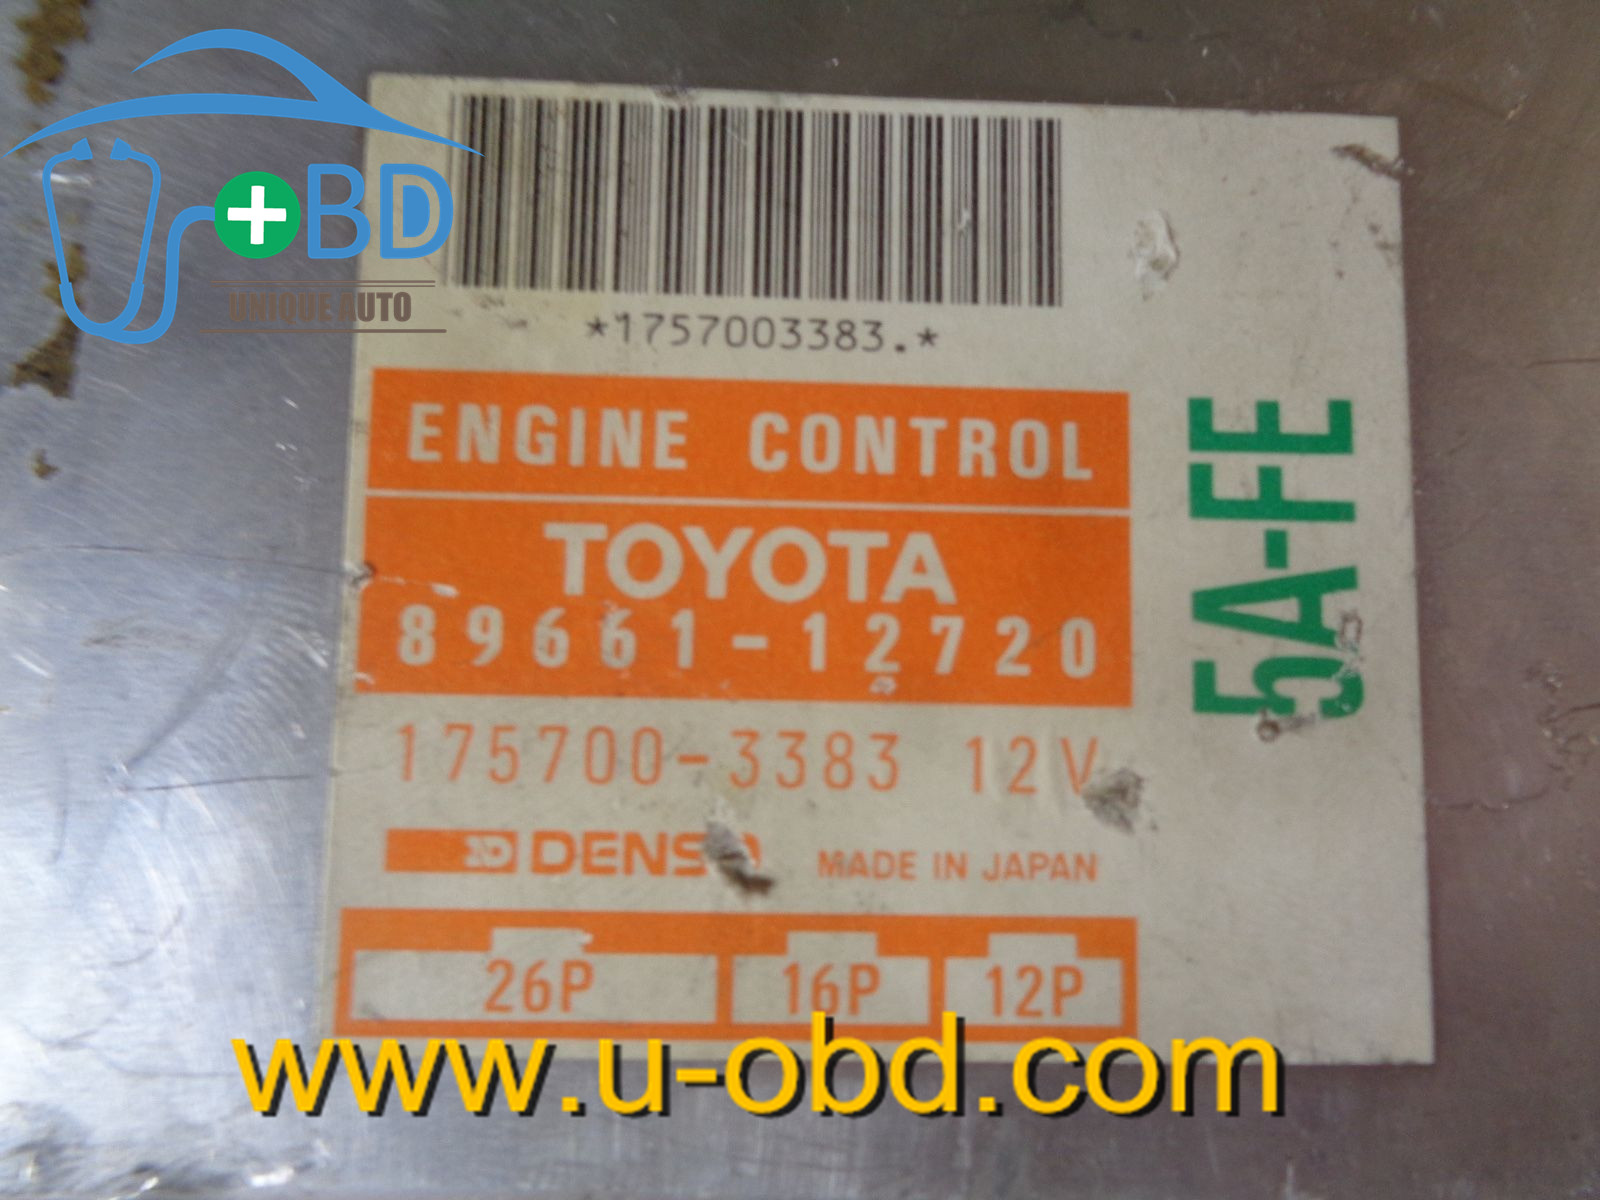 +OBD
UNIQUE AUTO
*1757003383.*
ENGINE CONTROL
TOYOTA
89661-12720
175700-3383 12V
DENSO MADE IN JAPAN
26P 16P 12P
5A-FE
www.u-obd.com